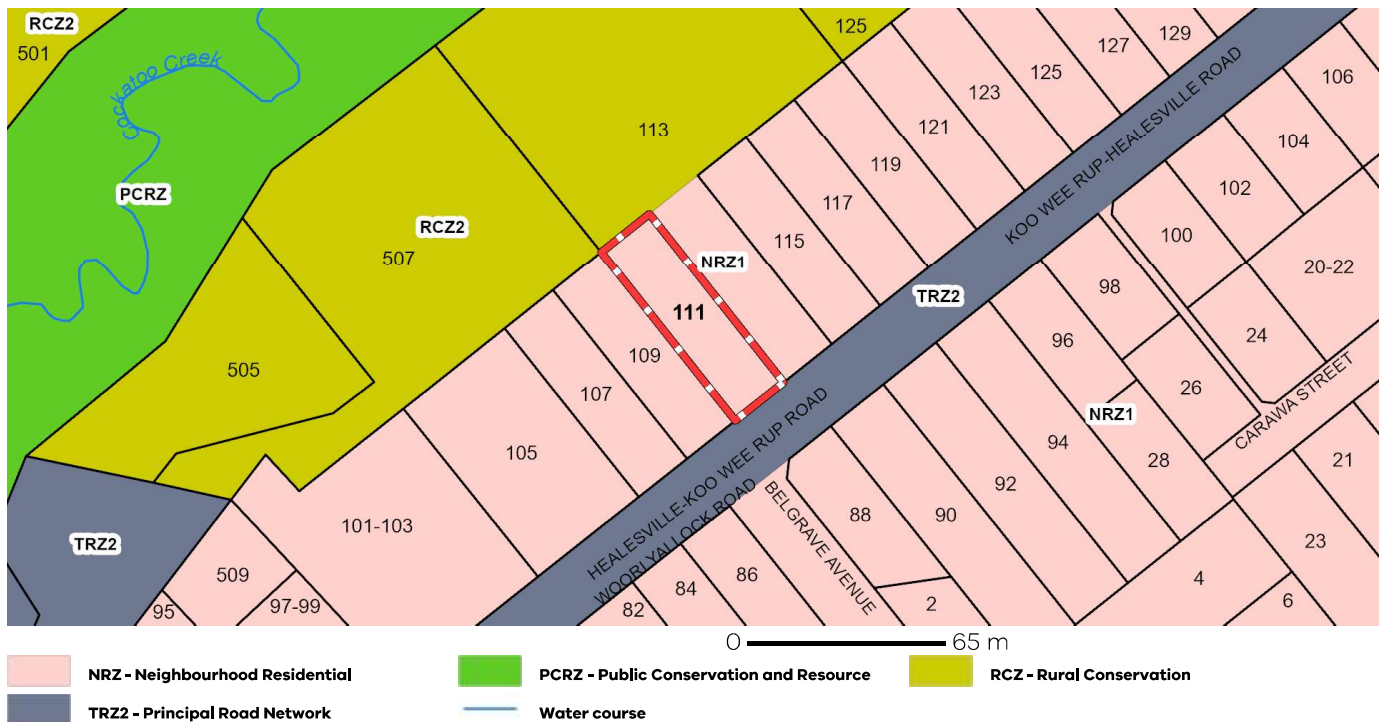 RCZ2
501
125
129
127
125
106
Cockatoo Creek
123
113
121
104
119
102
PCRZ
KOO WEE RUP-HEALESVILLE ROAD
117
RCZ2
507
115
100
NRZ1
20-22
98
TRZ2
111
24
96
109
505
107
26
NRZ1
CARAWA STREET
94
105
28
21
HEALESVILLE-KOO WEE RUP ROAD
92
WOORI YALLOCK ROAD
BELGRAVE AVENUE
88
90
101-103
TRZ2
23
509
86
84
4
95
97-99
82
2
6
0 65 m
NRZ - Neighbourhood Residential
PCRZ - Public Conservation and Resource
RCZ - Rural Conservation
TRZ2 - Principal Road Network
Water course